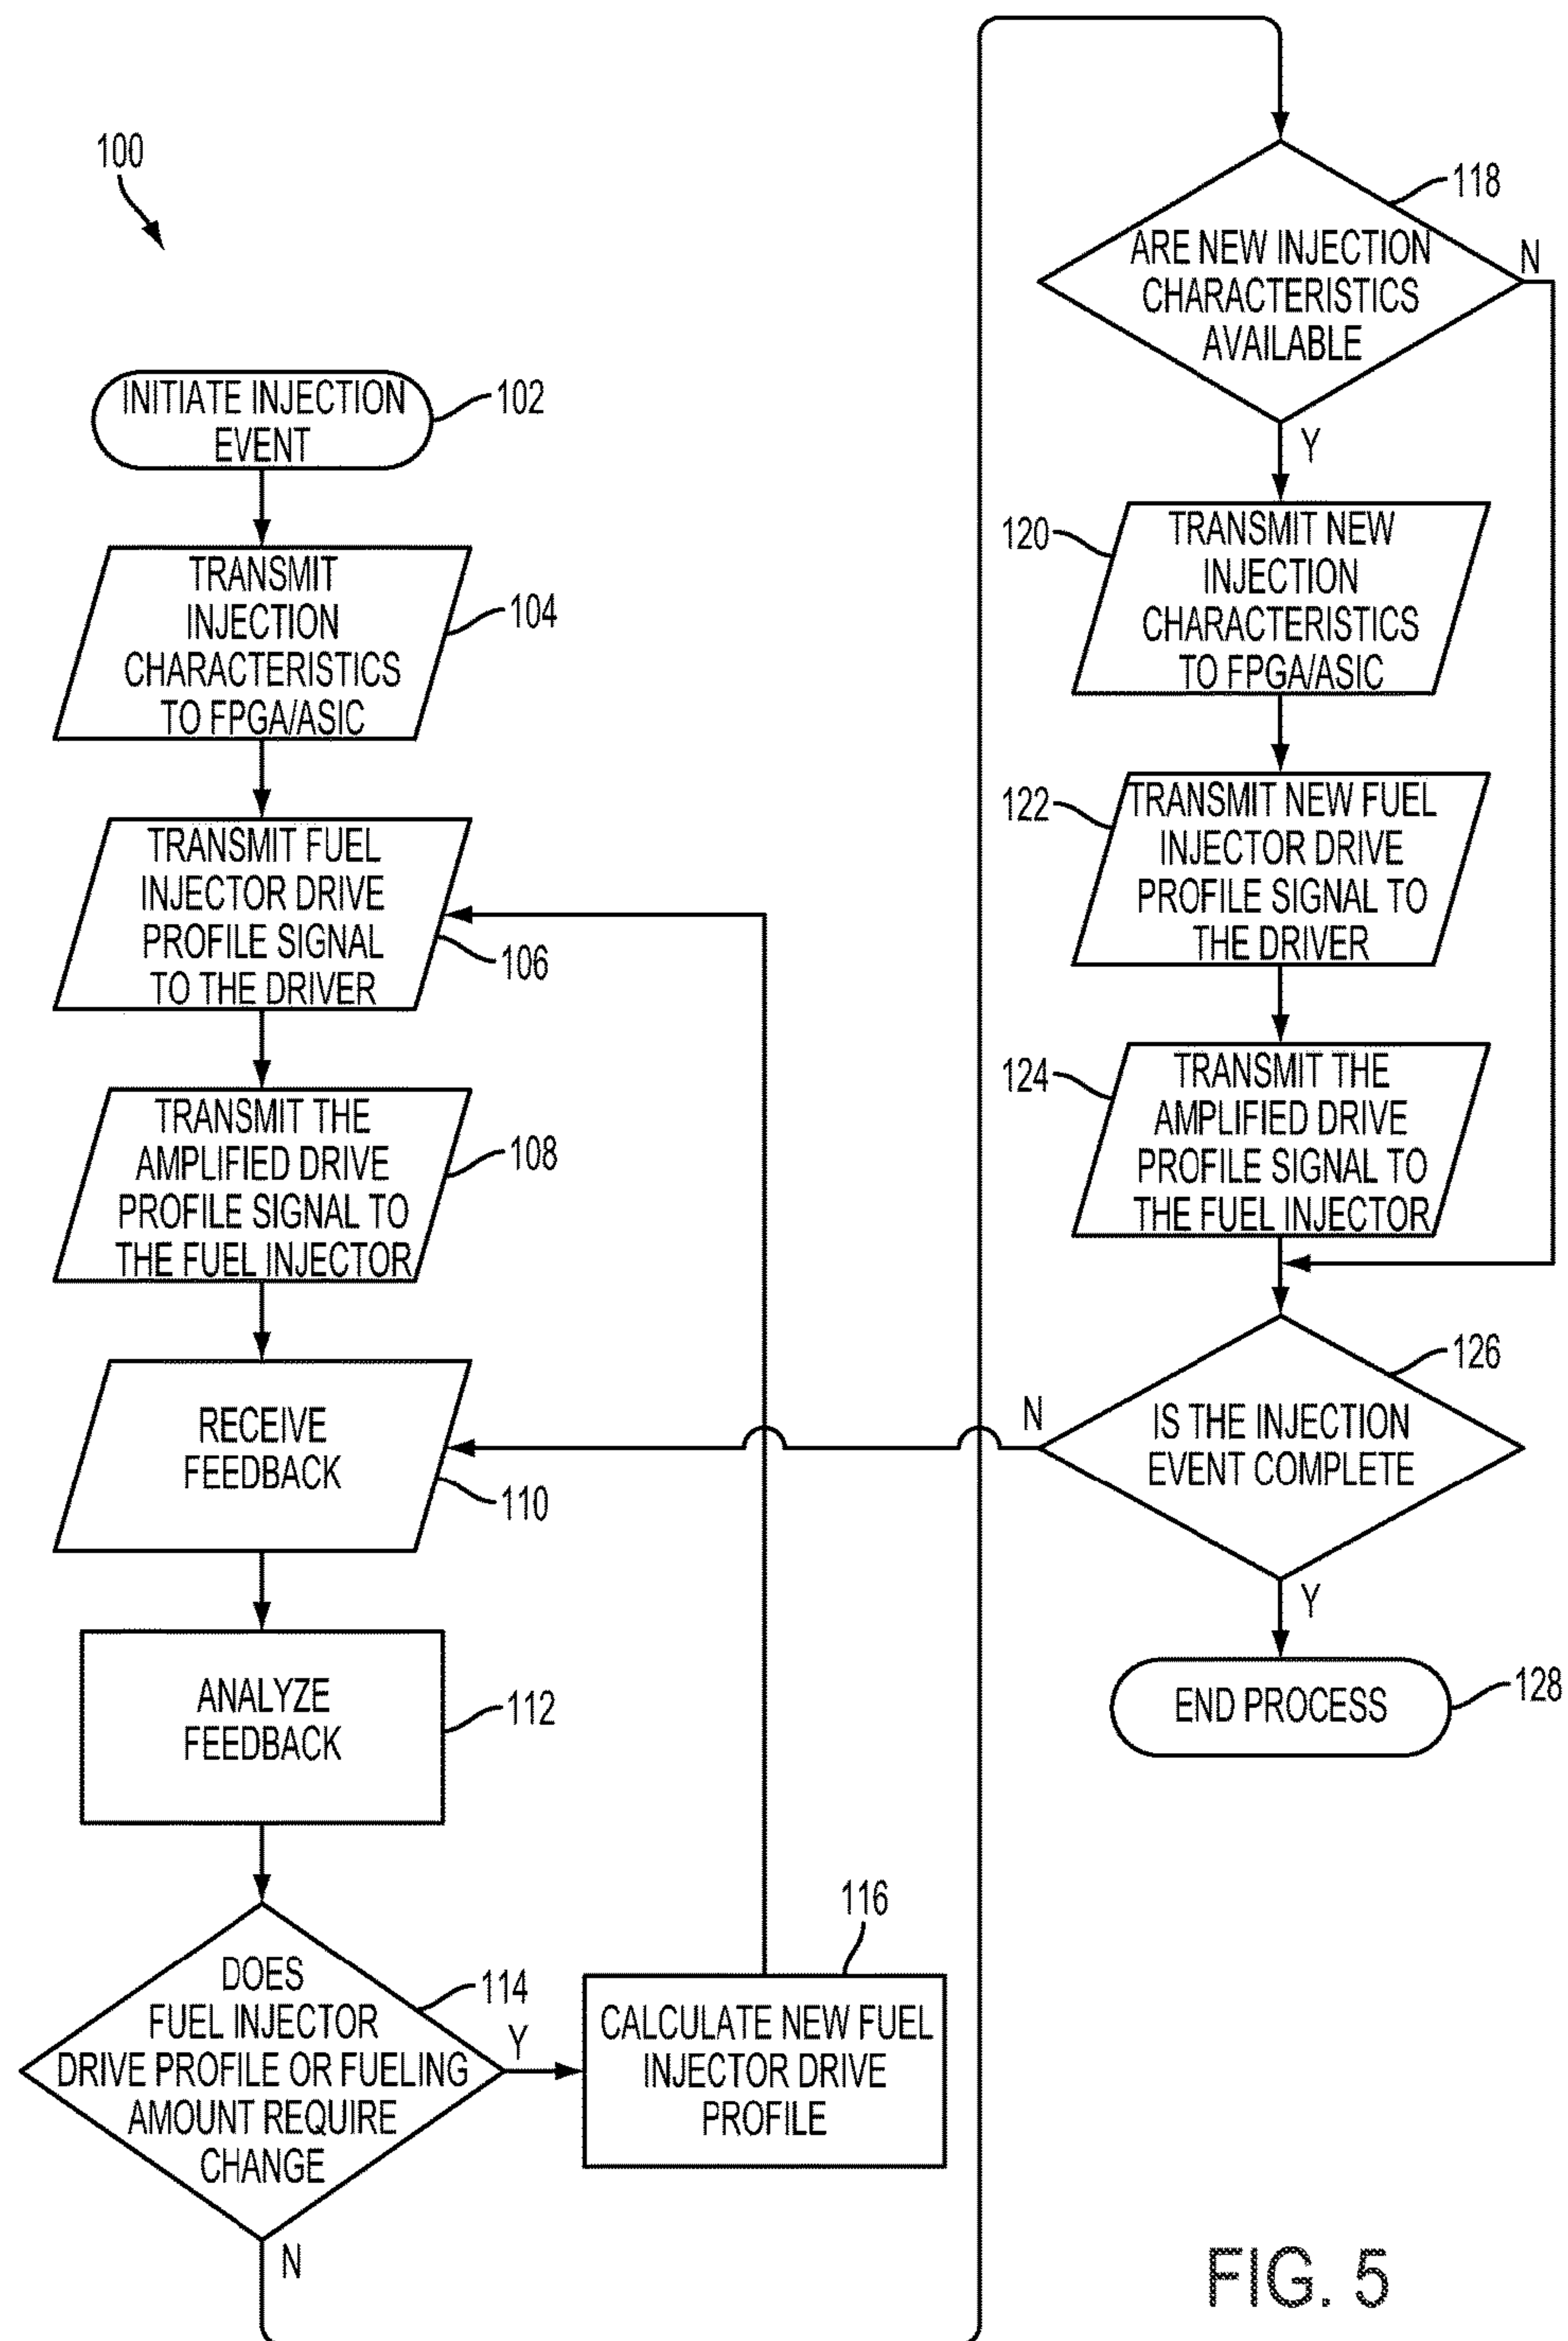 100
INITIATE INJECTION
EVENT
102
TRANSMIT
INJECTION
CHARACTERISTICS
TO FPGA/ASIC
104
TRANSMIT FUEL
INJECTOR DRIVE
PROFILE SIGNAL
TO THE DRIVER
106
TRANSMIT THE
AMPLIFIED DRIVE
PROFILE SIGNAL TO
THE FUEL INJECTOR
108
RECEIVE
FEEDBACK
110
ANALYZE
FEEDBACK
112
DOES
FUEL INJECTOR
DRIVE PROFILE OR FUELING
AMOUNT REQUIRE
CHANGE
114
Y
N
116
CALCULATE NEW FUEL
INJECTOR DRIVE
PROFILE
118
ARE NEW INJECTION
CHARACTERISTICS
AVAILABLE
N
Y
120
TRANSMIT NEW
INJECTION
CHARACTERISTICS
TO FPGA/ASIC
122
TRANSMIT NEW FUEL
INJECTOR DRIVE
PROFILE SIGNAL TO
THE DRIVER
124
TRANSMIT THE
AMPLIFIED DRIVE
PROFILE SIGNAL TO
THE FUEL INJECTOR
126
N
IS THE INJECTION
EVENT COMPLETE
Y
END PROCESS
128
FIG. 5